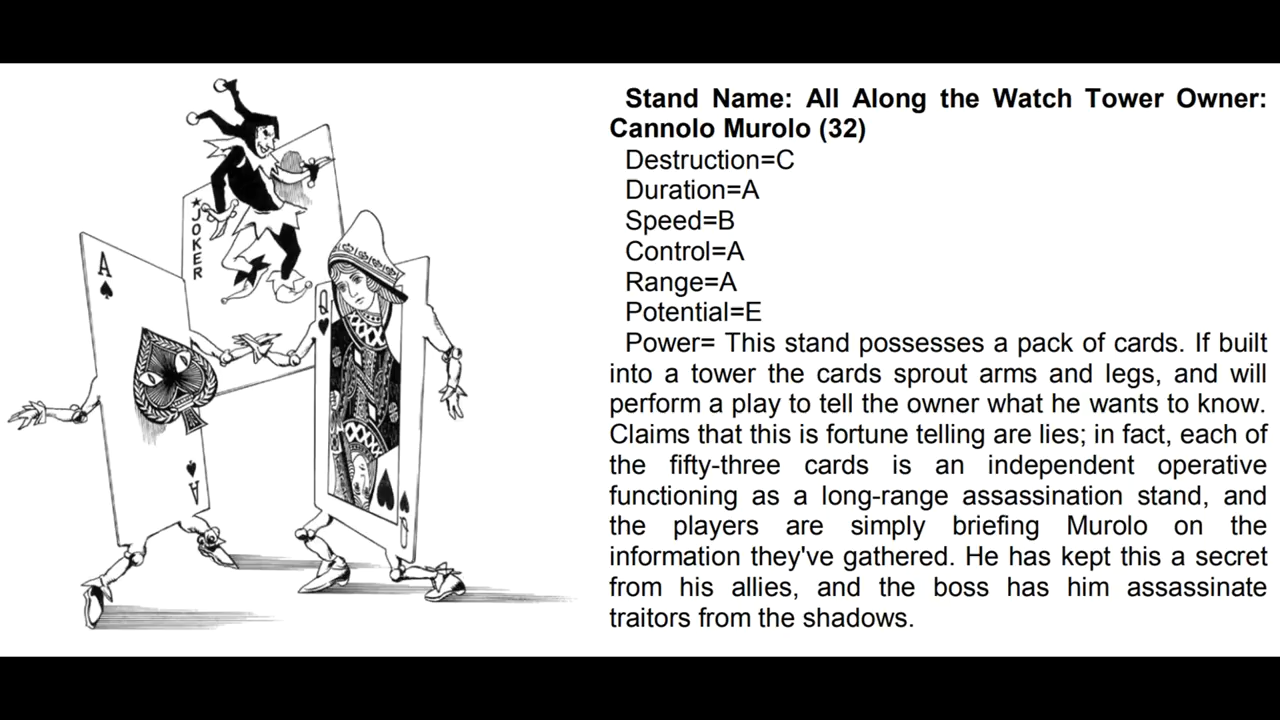 Stand Name: All Along the Watch Tower Owner:
Cannolo Murolo (32)
Destruction=C
Duration=A
Speed=B
Control=A
Range=A
Potential=E
Power= This stand possesses a pack of cards. If built
into a tower the cards sprout arms and legs, and will
perform a play to tell the owner what he wants to know.
Claims that this is fortune telling are lies; in fact, each of
the fifty-three cards is an independent operative
functioning as a long-range assassination stand, and
the players are simply briefing Murolo on the
information they've gathered. He has kept this a secret
from his allies, and the boss has him assassinate
traitors from the shadows.
JOKER
A
A
Q
Q